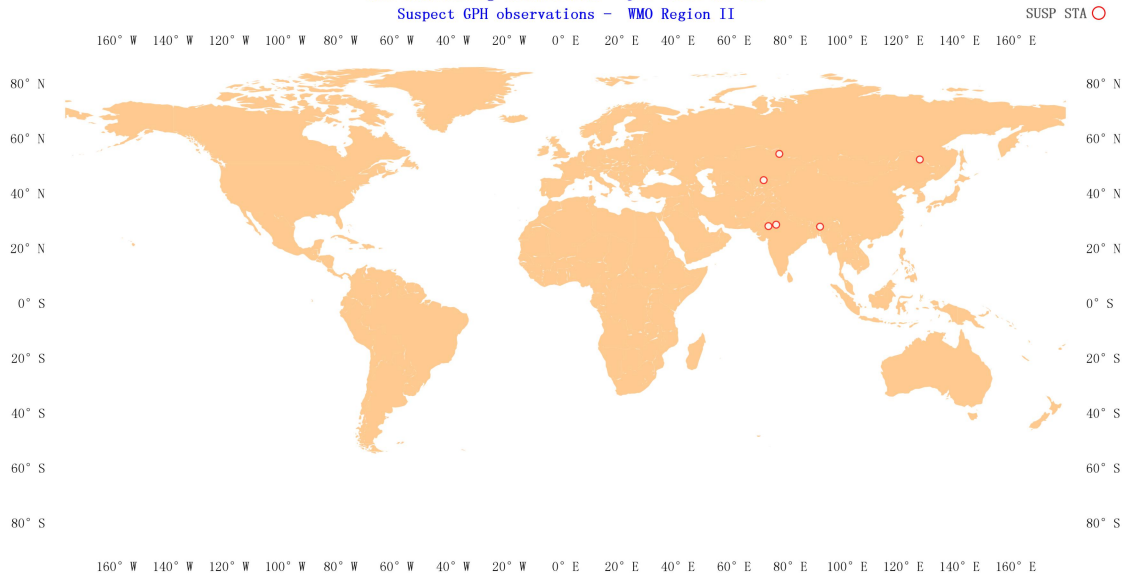 Suspect GPH observations - WMO Region II
SUSP STA
160° W 140° W 120° W 100° W 80° W 60° W 40° W 20° W 0° E 20° E 40° E 60° E 80° E 100° E 120° E 140° E 160° E
80° N 80° N
60° N 60° N
40° N 40° N
20° N 20° N
0° S 0° S
20° S 20° S
40° S 40° S
60° S 60° S
80° S 80° S
160° W 140° W 120° W 100° W 80° W 60° W 40° W 20° W 0° E 20° E 40° E 60° E 80° E 100° E 120° E 140° E 160° E